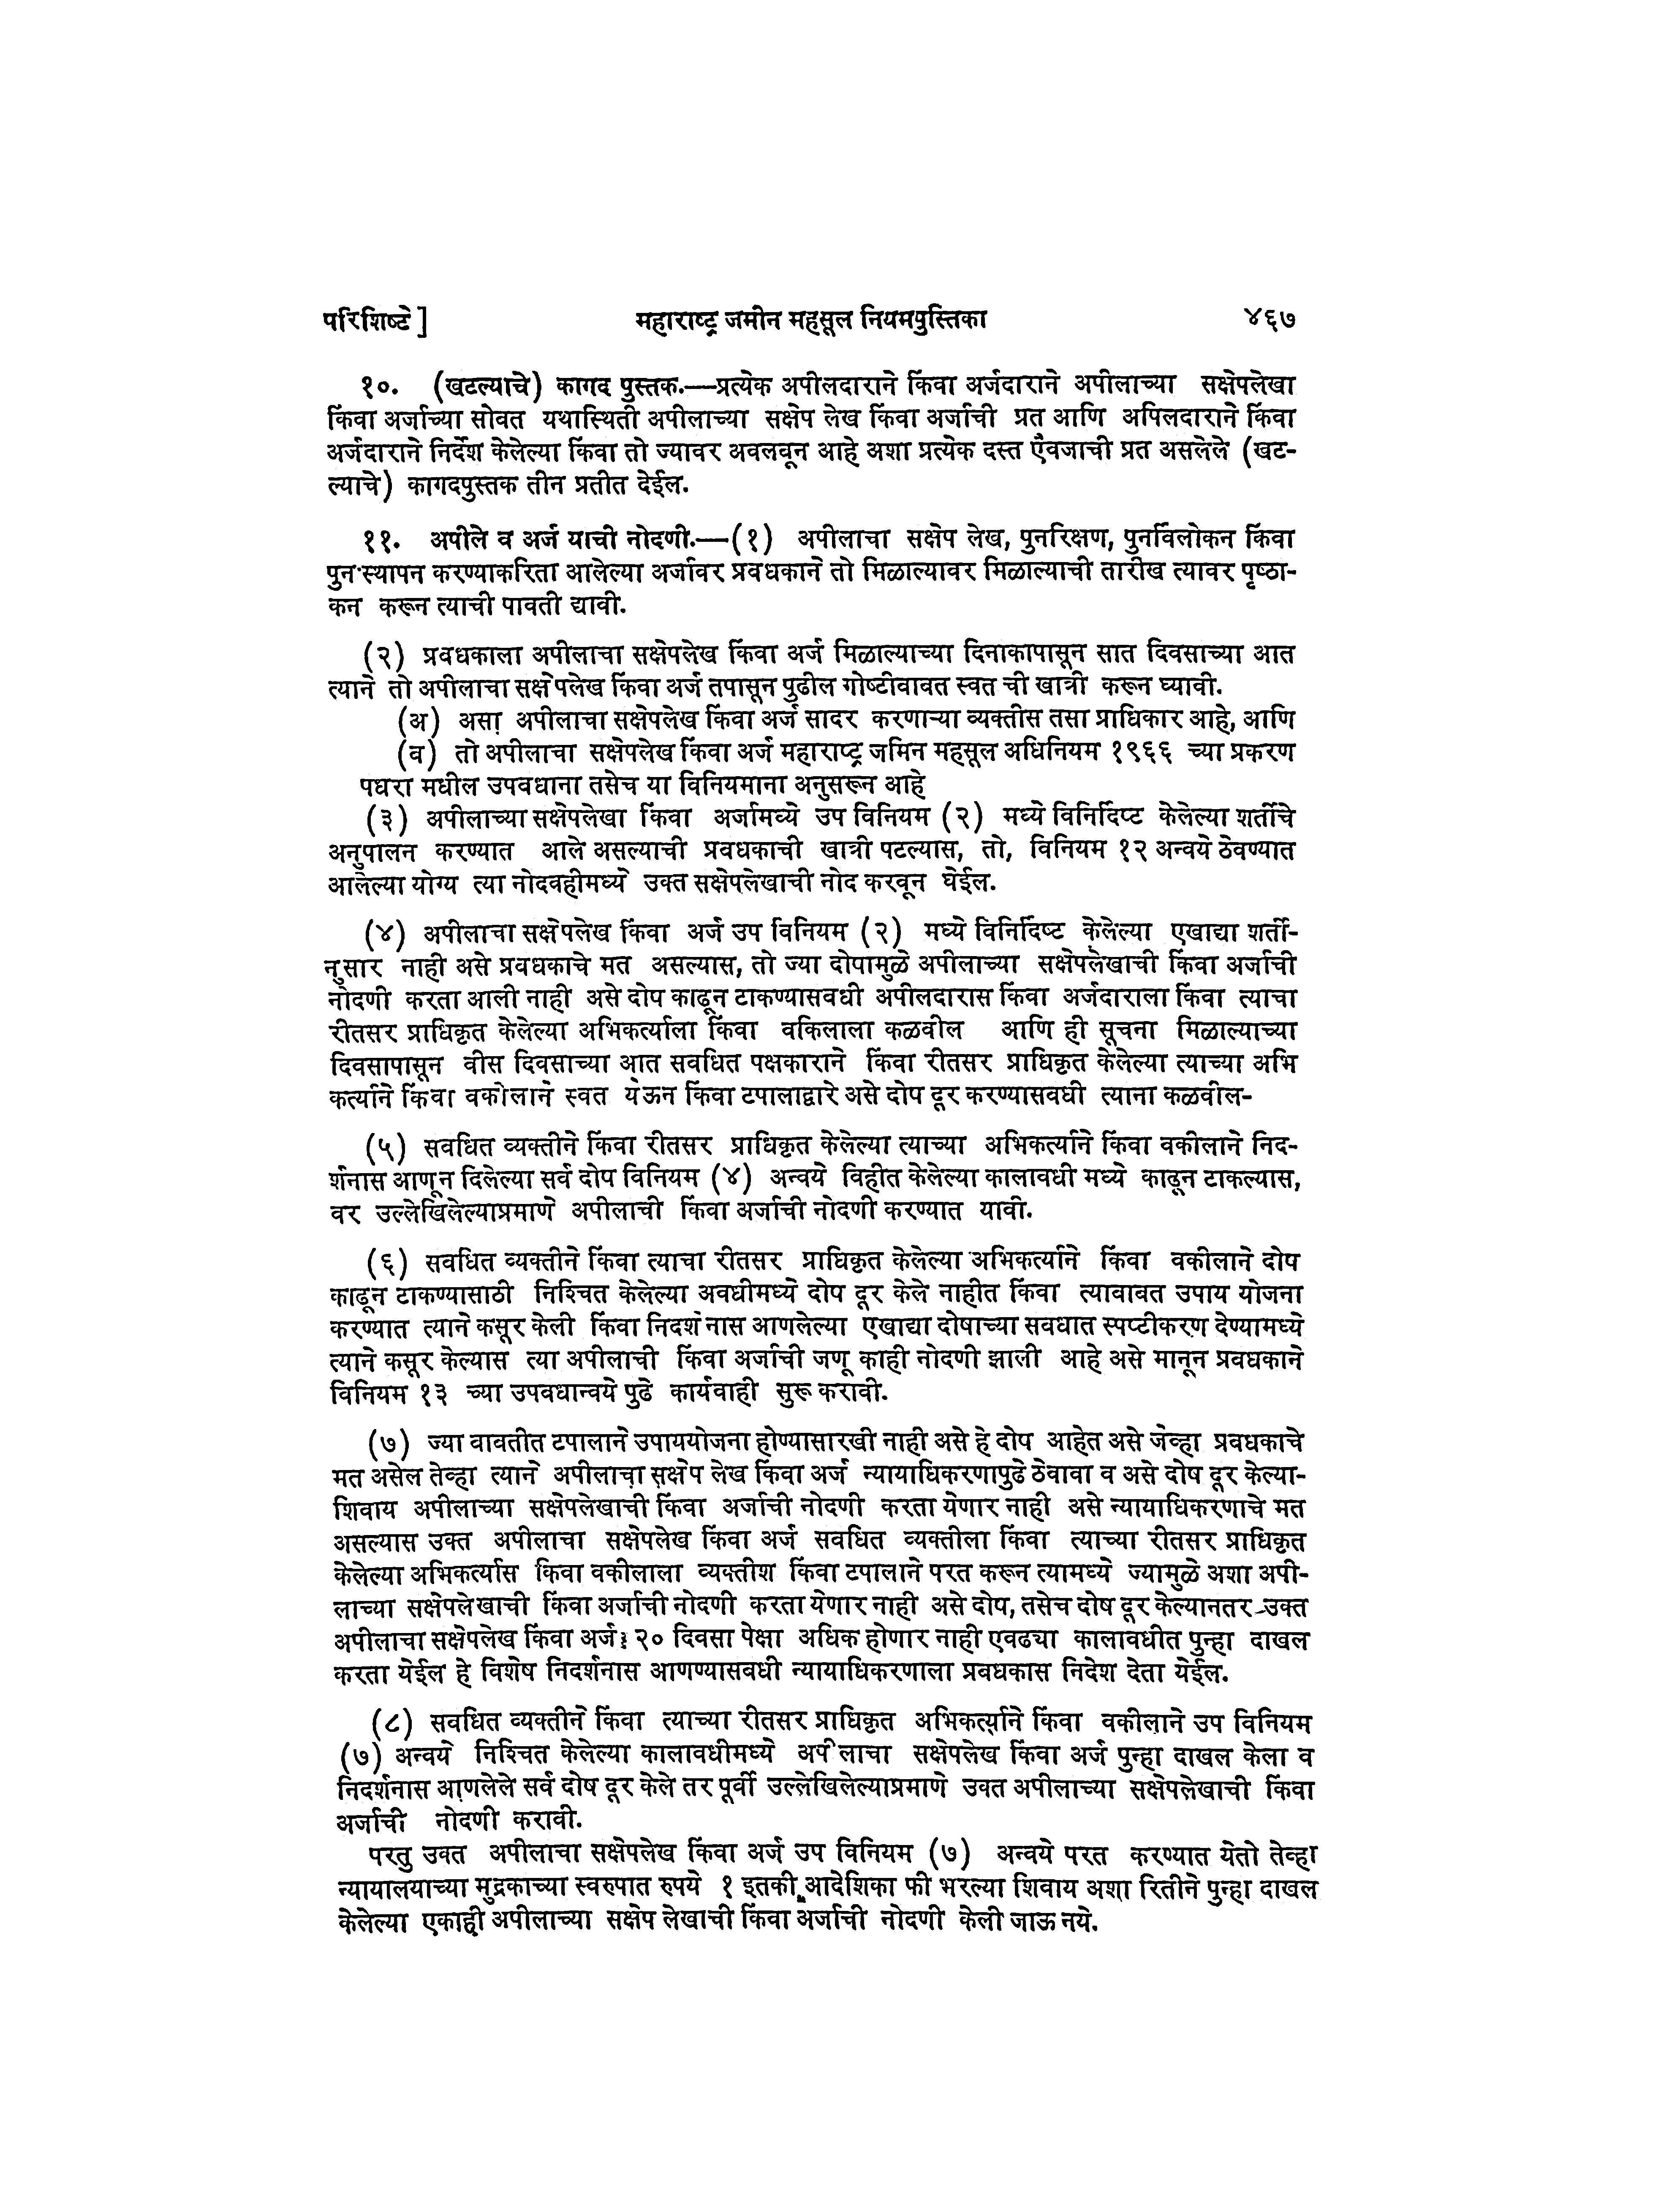 परिशिष्टे] महाराष्ट्र जमीन महसूल नियमपुस्तिका ४६७
१०. (खटल्याचे) कागद पुस्तक.—प्रत्येक अपीलदाराने किंवा अर्जदाराने अपीलाच्या सक्षेपलेखा
किंवा अर्जाच्या सोवत यथास्थिती अपीलाच्या सक्षेप लेख किंवा अर्जाची प्रत आणि अपिलदाराने किंवा
अर्जदाराने निर्देश केलेल्या किंवा तो ज्यावर अवलवून आहे अशा प्रत्येक दस्त ऐवजाची प्रत असलेले (खट-
ल्याचे) कागदपुस्तक तीन प्रतीत देईल.
११. अपीले व अर्ज याची नोदणी.—(१) अपीलाचा सक्षेप लेख, पुनरिक्षण, पुनर्विलोकन किंवा
पुन स्थापन करण्याकरिता आलेल्या अर्जावर प्रवधकाने तो मिळाल्यावर मिळाल्याची तारीख त्यावर पृष्ठा-
कन करून त्याची पावती द्यावी.
(२) प्रवधकाला अपीलाचा सक्षेपलेख किंवा अर्ज मिळाल्याच्या दिनाकापासून सात दिवसाच्या आत
त्याने तो अपीलाचा सक्षेपलेख किंवा अर्ज तपासून पुढील गोष्टीवावत स्वत ची खात्री करून घ्यावी.
(अ) असा अपीलाचा सक्षेपलेख किंवा अर्ज सादर करणाऱ्या व्यक्तीस तसा प्राधिकार आहे, आणि
(व) तो अपीलाचा सक्षेपलेख किंवा अर्ज महाराष्ट्र जमिन महसूल अधिनियम १९६६ च्या प्रकरण
पधरा मधील उपवधाना तसेच या विनियमाना अनुसरून आहे
(३) अपीलाच्या सक्षेपलेखा किंवा अर्जामध्ये उप विनियम (२) मध्ये विनिर्दिष्ट केलेल्या शर्तीचे
अनुपालन करण्यात आले असल्याची प्रवधकाची खात्री पटल्यास, तो, विनियम १२ अन्वये ठेवण्यात
आलेल्या योग्य त्या नोदवहीमध्ये उक्त सक्षेपलेखाची नोद करवून घेईल.
(४) अपीलाचा सक्षेपलेख किंवा अर्ज उप विनियम (२) मध्ये विनिर्दिष्ट केलेल्या एखाद्या शर्ती-
नुसार नाही असे प्रवधकाचे मत असल्यास, तो ज्या दोपामुळे अपीलाच्या सक्षेपलेखाची किंवा अर्जाची
नोदणी करता आली नाही असे दोप काढून टाकण्यासवधी अपीलदारास किंवा अर्जदाराला किंवा त्याचा
रीतसर प्राधिकृत केलेल्या अभिकर्त्याला किंवा वकिलाला कळवील आणि ही सूचना मिळाल्याच्या
दिवसापासून वीस दिवसाच्या आत सवधित पक्षकाराने किंवा रीतसर प्राधिकृत केलेल्या त्याच्या अभि
कर्त्याने किंवा वकोलाने स्वत येऊन किंवा टपालाद्वारे असे दोप दूर करण्यासवधी त्याना कळवील-
(५) सवधित व्यक्तीने किंवा रीतसर प्राधिकृत केलेल्या त्याच्या अभिकर्त्याने किंवा वकीलाने निद-
र्शनास आणून दिलेल्या सर्व दोप विनियम (४) अन्वये विहीत केलेल्या कालावधी मध्ये काढून टाकल्यास,
वर उल्लेखिलेल्याप्रमाणे अपीलाची किंवा अर्जाची नोदणी करण्यात यावी.
(६) सवधित व्यक्तीने किंवा त्याचा रीतसर प्राधिकृत केलेल्या अभिकर्त्याने किंवा वकीलाने दोप
काढून टाकण्यासाठी निश्चित केलेल्या अवधीमध्ये दोप दूर केले नाहीत किंवा त्यावावत उपाय योजना
करण्यात त्याने कसूर केली किंवा निदर्शनास आणलेल्या एखाद्या दोषाच्या सवधात स्पष्टीकरण देण्यामध्ये
त्याने कसूर केल्यास त्या अपीलाची किंवा अर्जाची जणू काही नोदणी झाली आहे असे मानून प्रवधकाने
विनियम १३ च्या उपवधान्वये पुढे कार्यवाही सुरू करावी.
(७) ज्या वावतीत टपालाने उपाययोजना होण्यासारखी नाही असे हे दोप आहेत असे जेव्हा प्रवधकाचे
मत असेल तेव्हा त्याने अपीलाचा सक्षेप लेख किंवा अर्ज न्यायाधिकरणापुढे ठेवावा व असे दोष दूर केल्या-
शिवाय अपीलाच्या सक्षेपलेखाची किंवा अर्जाची नोदणी करता येणार नाही असे न्यायाधिकरणाचे मत
असल्यास उक्त अपीलाचा सक्षेपलेख किंवा अर्ज सवधित व्यक्तीला किंवा त्याच्या रीतसर प्राधिकृत
केलेल्या अभिकर्त्यास किंवा वकीलाला व्यक्तीश किंवा टपालाने परत करून त्यामध्ये ज्यामुळे अशा अपी-
लाच्या सक्षेपलेखाची किंवा अर्जाची नोदणी करता येणार नाही असे दोप, तसेच दोष दूर केल्यानतर उक्त
अपीलाचा सक्षेपलेख किंवा अर्ज २० दिवसा पेक्षा अधिक होणार नाही एवढ्या कालावधीत पुन्हा दाखल
करता येईल हे विशेष निदर्शनास आणण्यासवधी न्यायाधिकरणाला प्रवधकास निदेश देता येईल.
(८) सवधित व्यक्तीने किंवा त्याच्या रीतसर प्राधिकृत अभिकर्त्याने किंवा वकीलाने उप विनियम
(७) अन्वये निश्चित केलेल्या कालावधीमध्ये अपीलाचा सक्षेपलेख किंवा अर्ज पुन्हा दाखल केला व
निदर्शनास आणलेले सर्व दोष दूर केले तर पूर्वी उल्लेखिलेल्याप्रमाणे उक्त अपीलाच्या सक्षेपलेखाची किंवा
अर्जाची नोदणी करावी.
परतु उक्त अपीलाचा सक्षेपलेख किंवा अर्ज उप विनियम (७) अन्वये परत करण्यात येतो तेव्हा
न्यायालयाच्या मुद्रकाच्या स्वरुपात रुपये १ इतकी आदेशिका फी भरल्या शिवाय अशा रितीने पुन्हा दाखल
केलेल्या एकाही अपीलाच्या सक्षेप लेखाची किंवा अर्जाची नोदणी केली जाऊ नये.